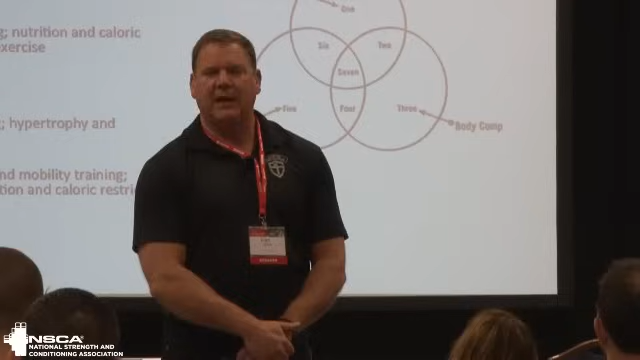 ; nutrition and caloric
exercise
One
Six
Two
Seven
Five
Four
Three
Body Comp
; hypertrophy and
nd mobility training;
tion and caloric restri
NSCA
NATIONAL STRENGTH AND
CONDITIONING ASSOCIATION